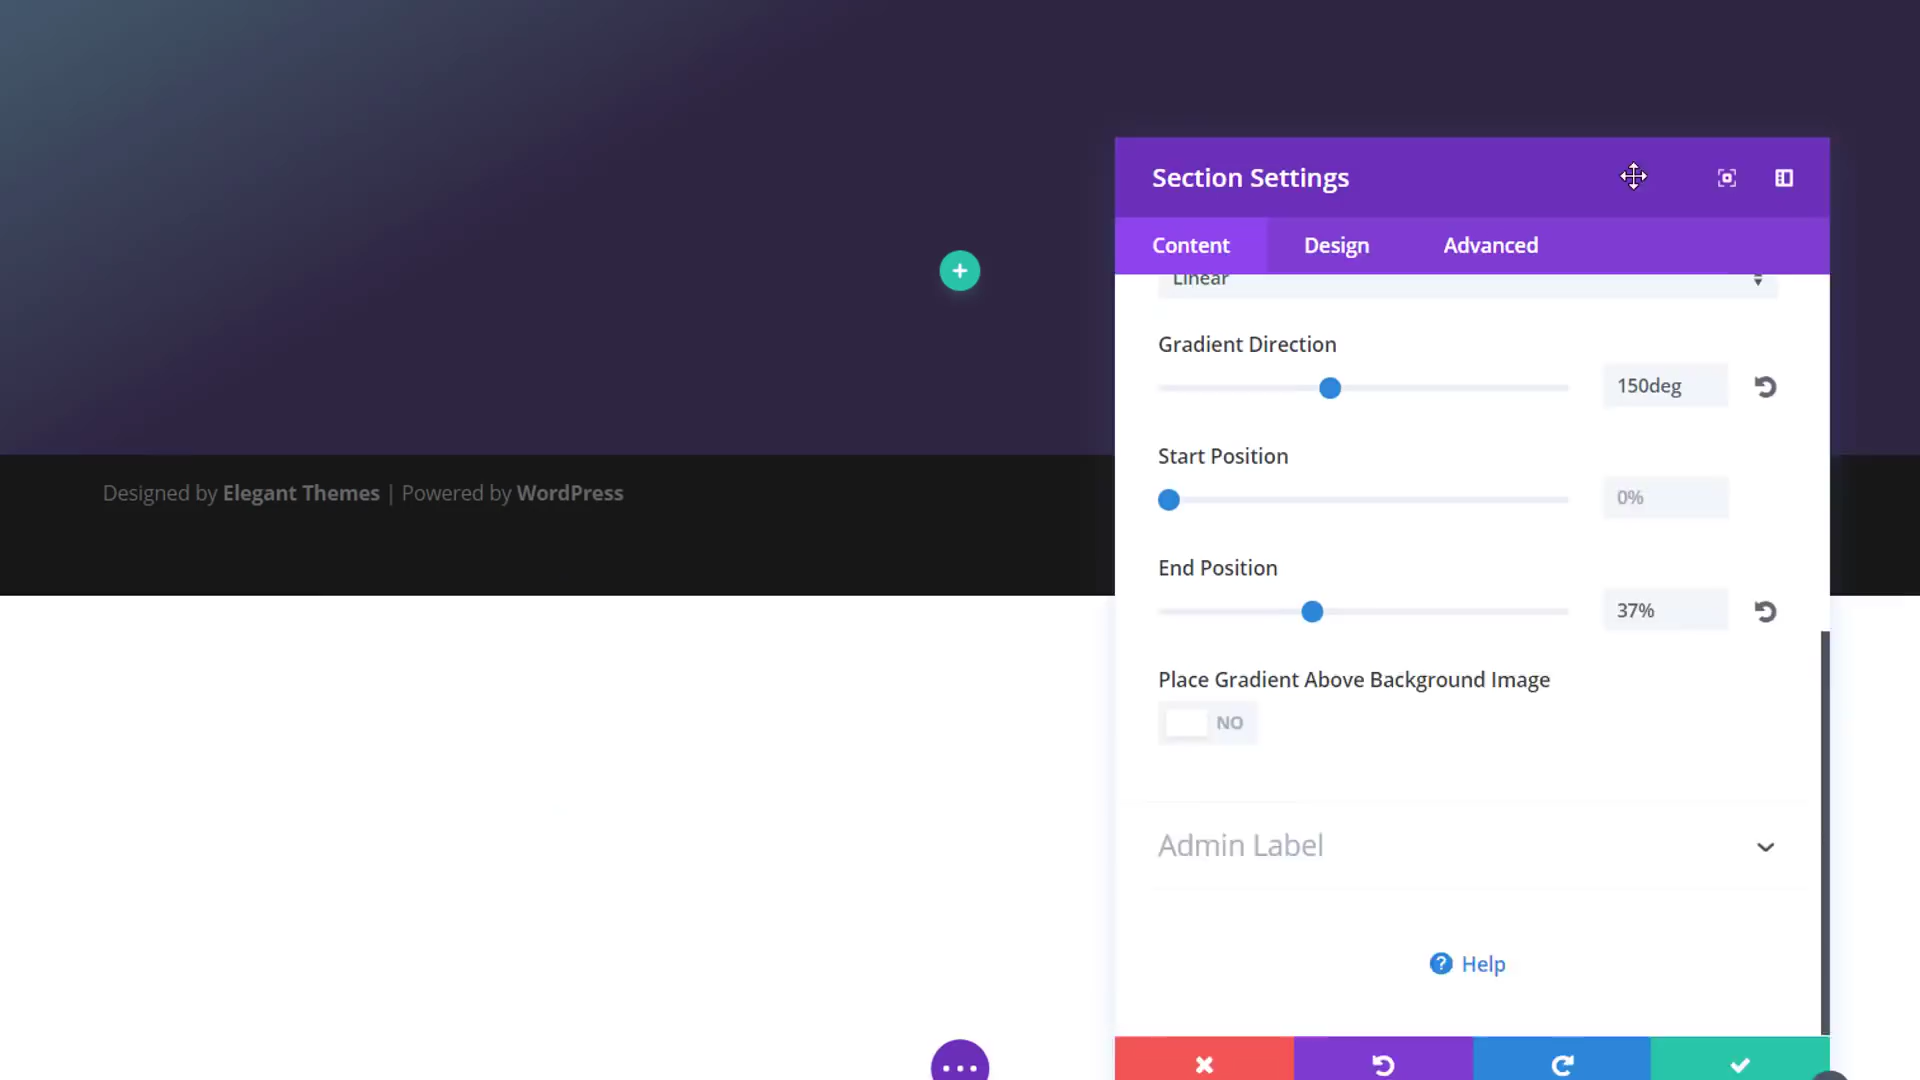 Section Settings
Content Design Advanced
Linear
Gradient Direction
150deg
Start Position
0%
End Position
37%
Place Gradient Above Background Image
NO
Admin Label
? Help
Designed by Elegant Themes | Powered by WordPress